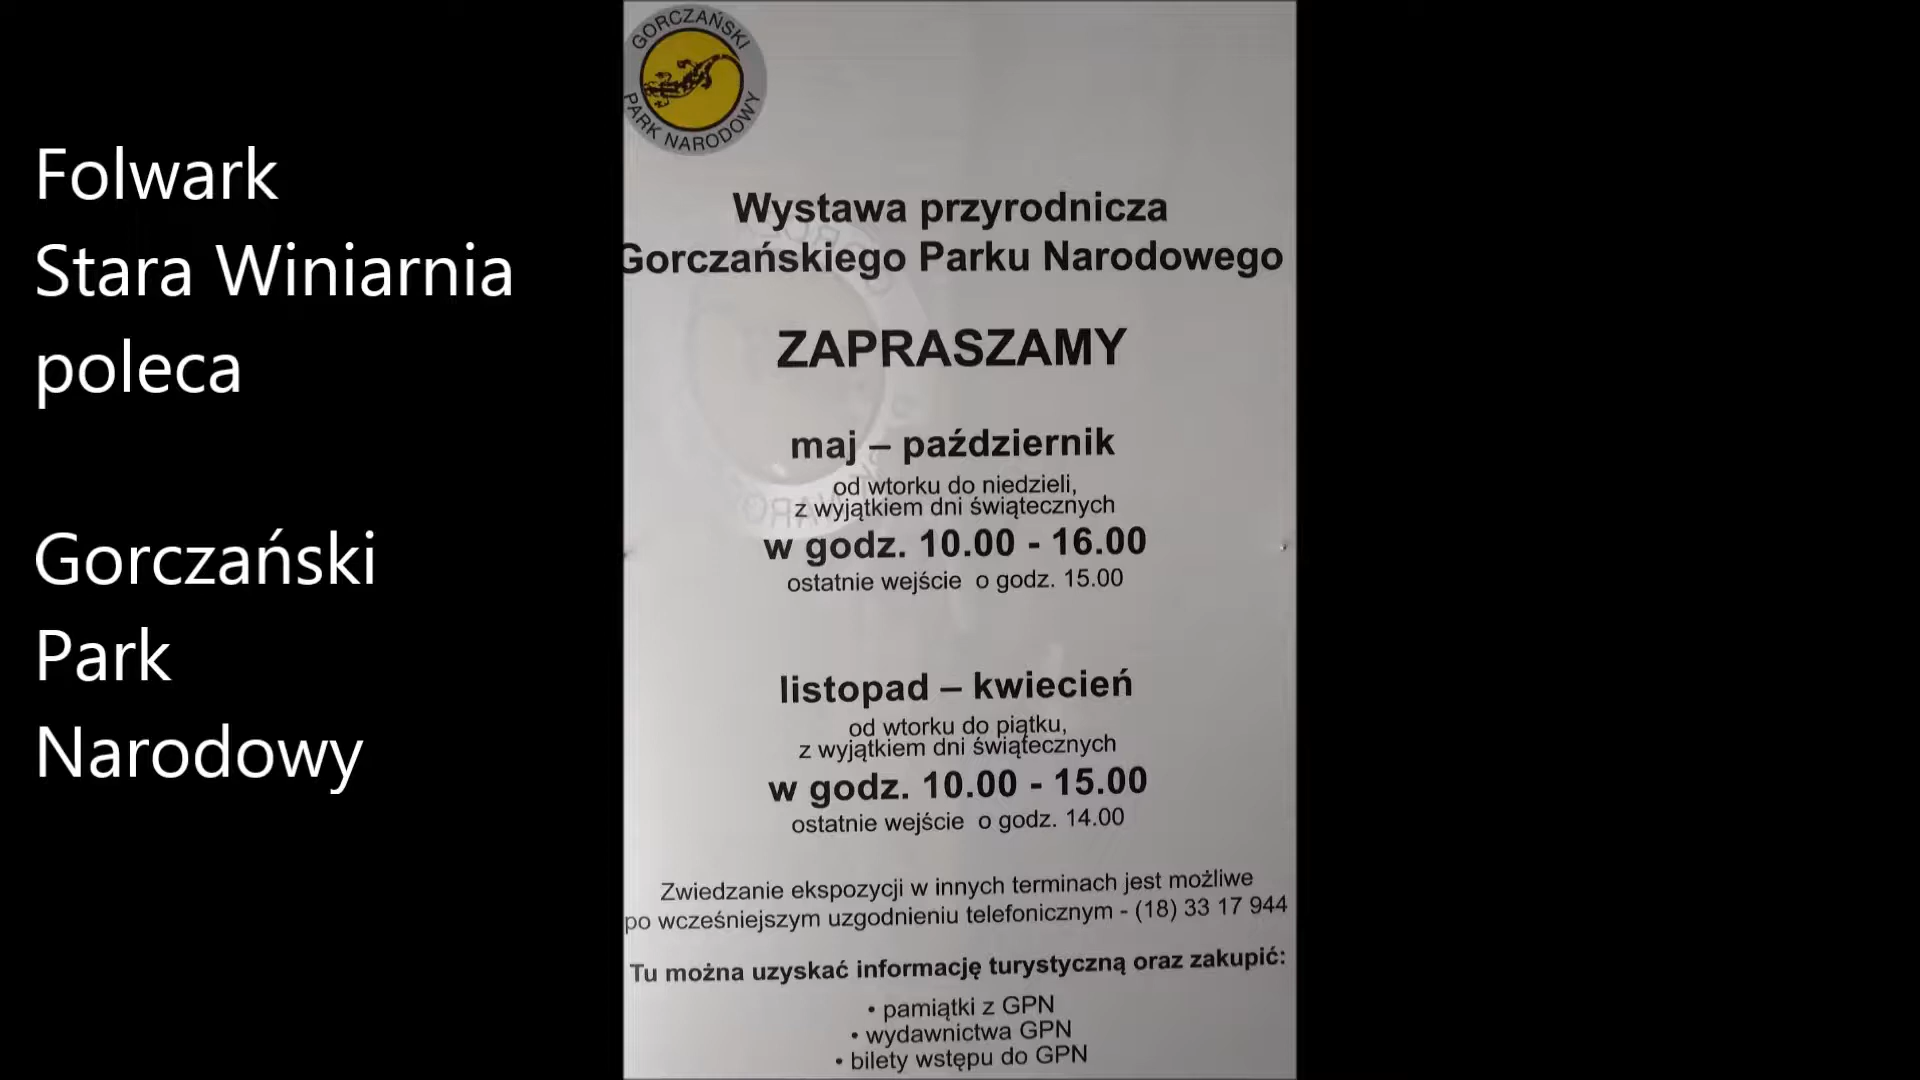 Folwark
Stara Winiarnia
poleca
Gorczański
Park
Narodowy
GORCZAŃSKI
PARK NARODOWY
Wystawa przyrodnicza
Gorczańskiego Parku Narodowego
ZAPRASZAMY
maj – październik
od wtorku do niedzieli,
z wyjątkiem dni świątecznych
w godz. 10.00 - 16.00
ostatnie wejście o godz. 15.00
listopad – kwiecień
od wtorku do piątku,
z wyjątkiem dni świątecznych
w godz. 10.00 - 15.00
ostatnie wejście o godz. 14.00
Zwiedzanie ekspozycji w innych terminach jest możliwe
po wcześniejszym uzgodnieniu telefonicznym - (18) 33 17 944
Tu można uzyskać informację turystyczną oraz zakupić:
• pamiątki z GPN
• wydawnictwa GPN
• bilety wstępu do GPN